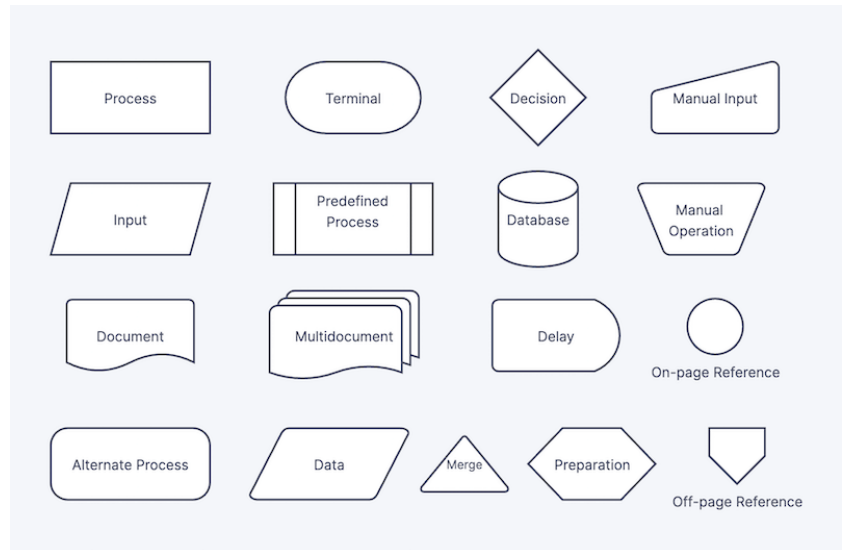 Process
Terminal
Decision
Manual Input
Input
Predefined
Process
Database
Manual
Operation
Document
Multidocument
Delay
On-page Reference
Alternate Process
Data
Merge
Preparation
Off-page Reference